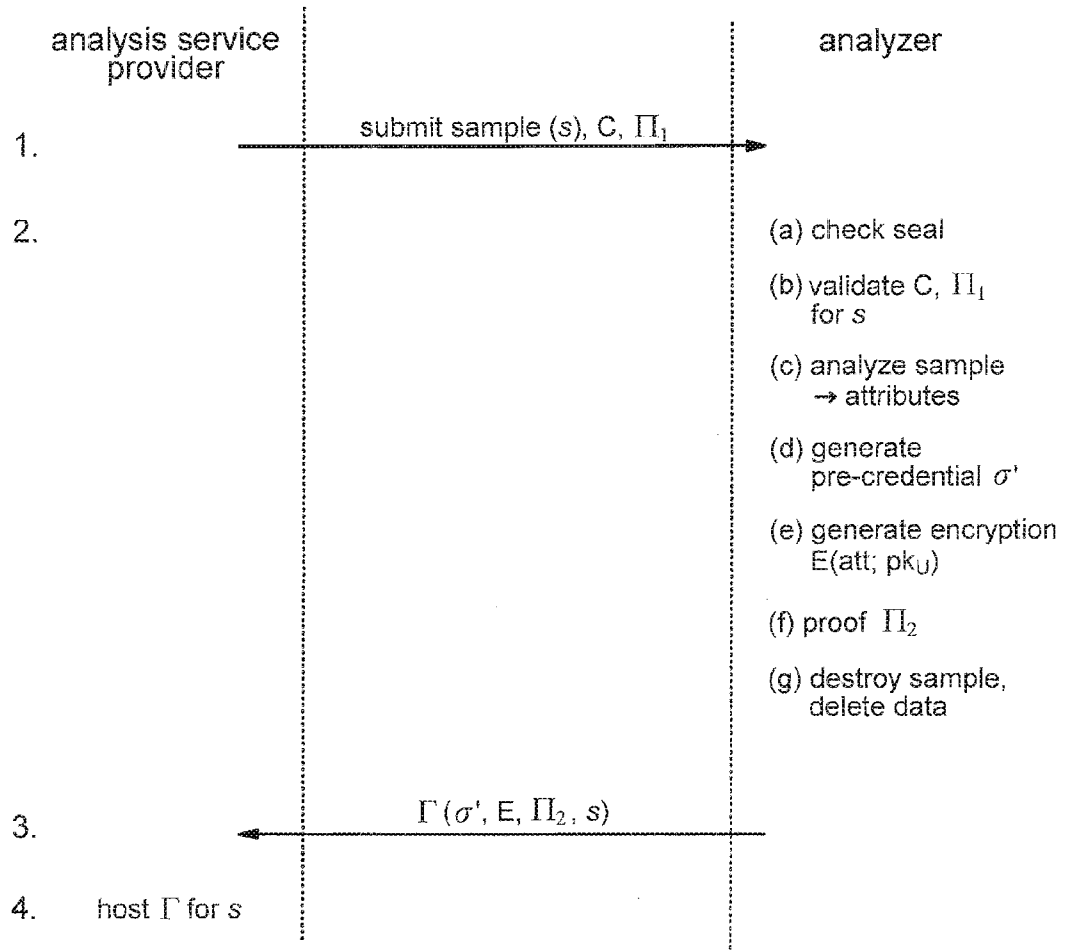 analysis service
provider
analyzer
1.
submit sample (s), C, Π₁
2.
(a) check seal
(b) validate C, Π₁
for s
(c) analyze sample
→ attributes
(d) generate
pre-credential σ'
(e) generate encryption
E(att; pkᵤ)
(f) proof Π₂
(g) destroy sample,
delete data
3.
Γ (σ', E, Π₂, s)
4.
host Γ for s